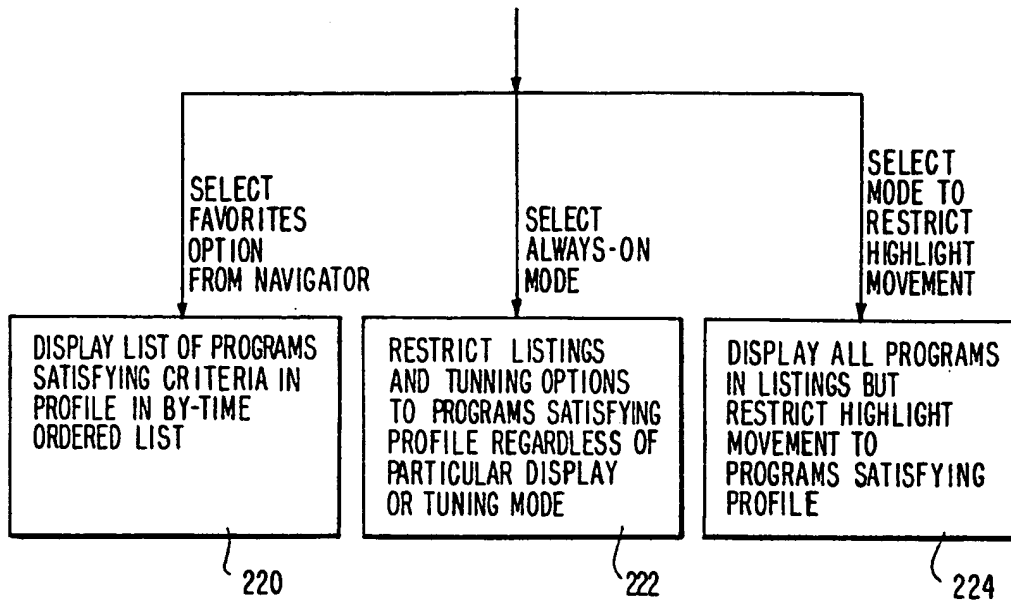 SELECT
FAVORITES
OPTION
FROM NAVIGATOR
SELECT
ALWAYS-ON
MODE
SELECT
MODE TO
RESTRICT
HIGHLIGHT
MOVEMENT
DISPLAY LIST OF PROGRAMS
SATISFYING CRITERIA IN
PROFILE IN BY-TIME
ORDERED LIST
220
RESTRICT LISTINGS
AND TUNNING OPTIONS
TO PROGRAMS SATISFYING
PROFILE REGARDLESS OF
PARTICULAR DISPLAY
OR TUNING MODE
222
DISPLAY ALL PROGRAMS
IN LISTINGS BUT
RESTRICT HIGHLIGHT
MOVEMENT TO
PROGRAMS SATISFYING
PROFILE
224